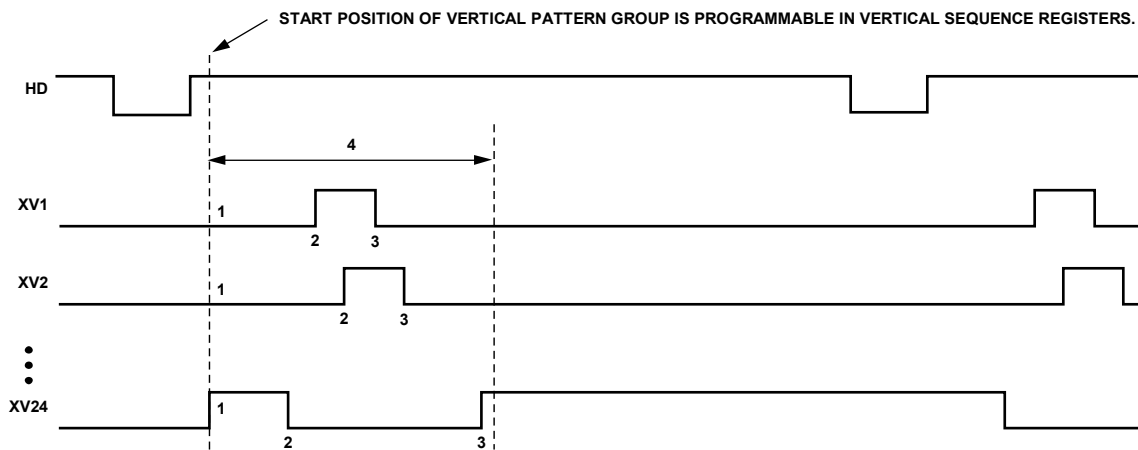 START POSITION OF VERTICAL PATTERN GROUP IS PROGRAMMABLE IN VERTICAL SEQUENCE REGISTERS.
HD
4
XV1
1
2
3
XV2
1
2
3
XV24
1
2
3